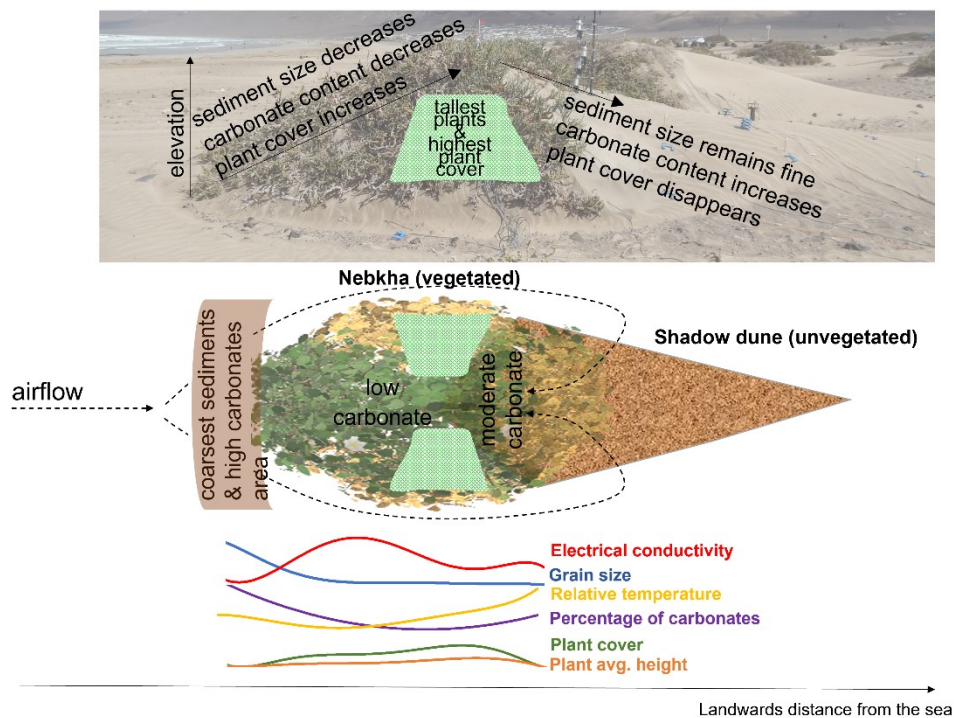 elevation
sediment size decreases
carbonate content decreases
plant cover increases
tallest
plants
&
highest
plant
cover
sediment size remains fine
carbonate content increases
plant cover disappears
Nebkha (vegetated)
Shadow dune (unvegetated)
airflow
coarsest sediments
& high carbonates
area
low
carbonate
moderate
carbonate
Electrical conductivity
Grain size
Relative temperature
Percentage of carbonates
Plant cover
Plant avg. height
Landwards distance from the sea